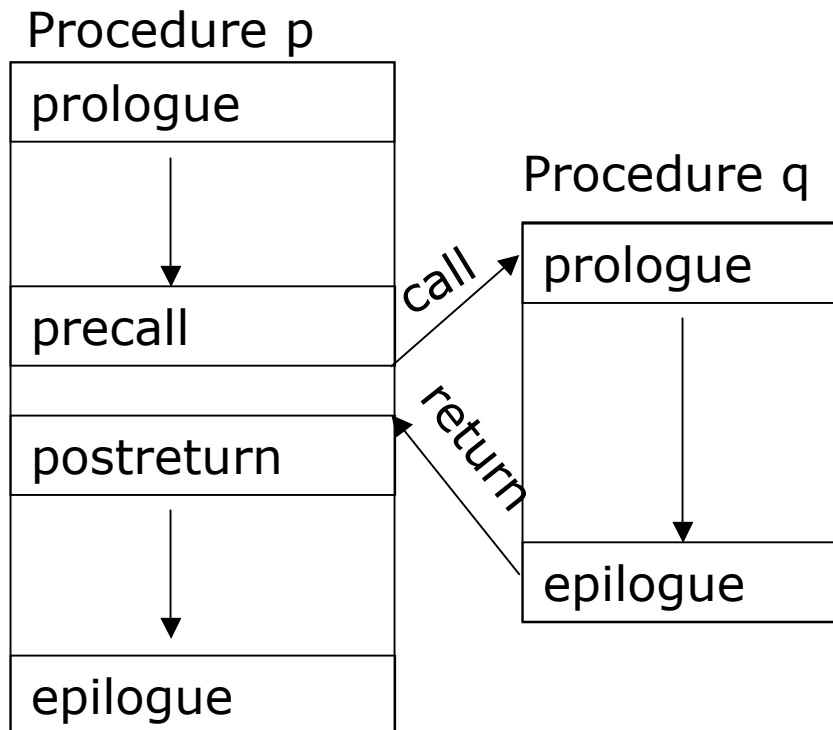 Procedure p
prologue
precall
postreturn
epilogue
call
return
Procedure q
prologue
epilogue